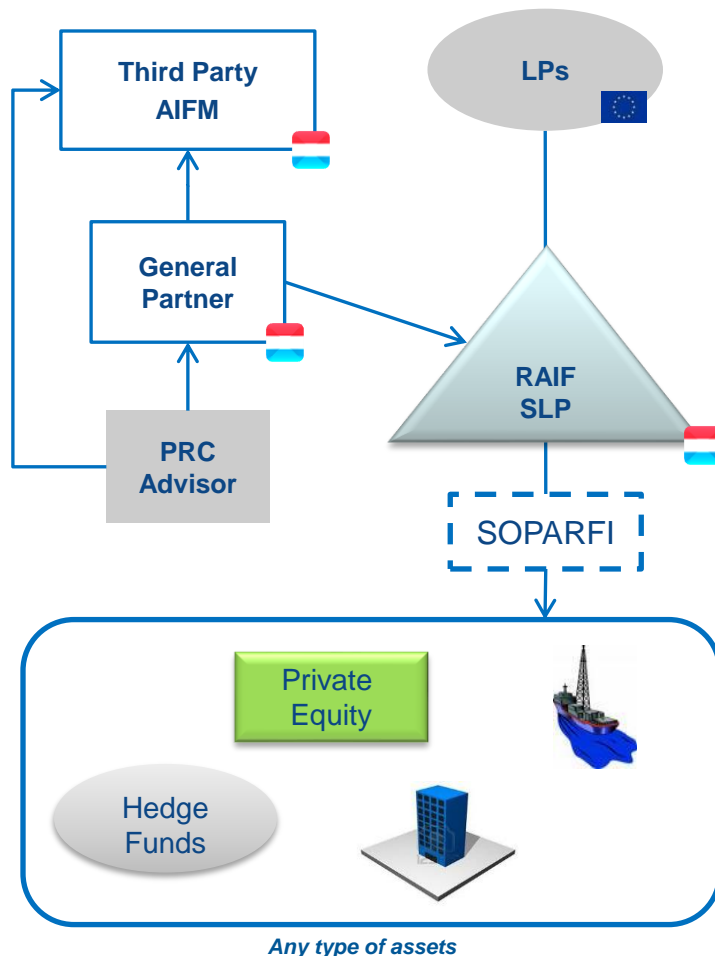 Third Party
AIFM
LPs
General
Partner
RAIF
SLP
PRC
Advisor
SOPARFI
Private
Equity
Hedge
Funds
Any type of assets